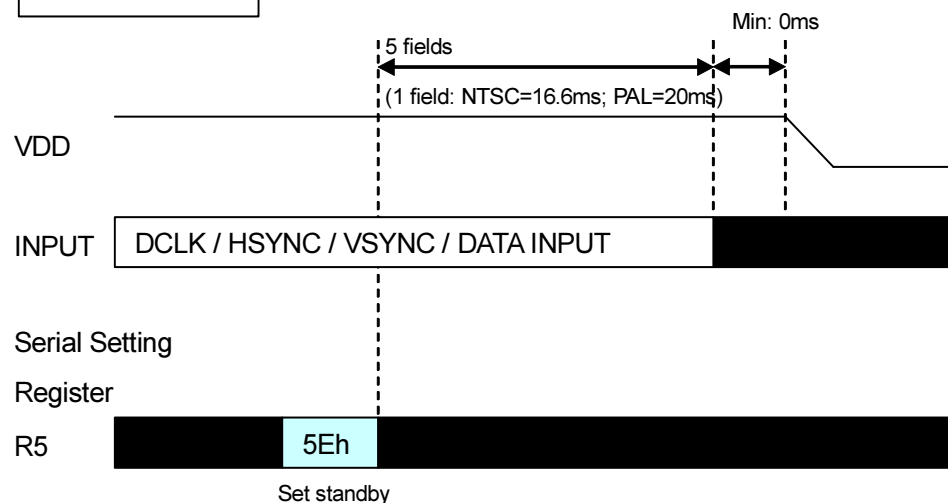 Min: 0ms
5 fields
(1 field: NTSC=16.6ms; PAL=20ms)
VDD
INPUT
DCLK / HSYNC / VSYNC / DATA INPUT
Serial Setting
Register
R5
5Eh
Set standby